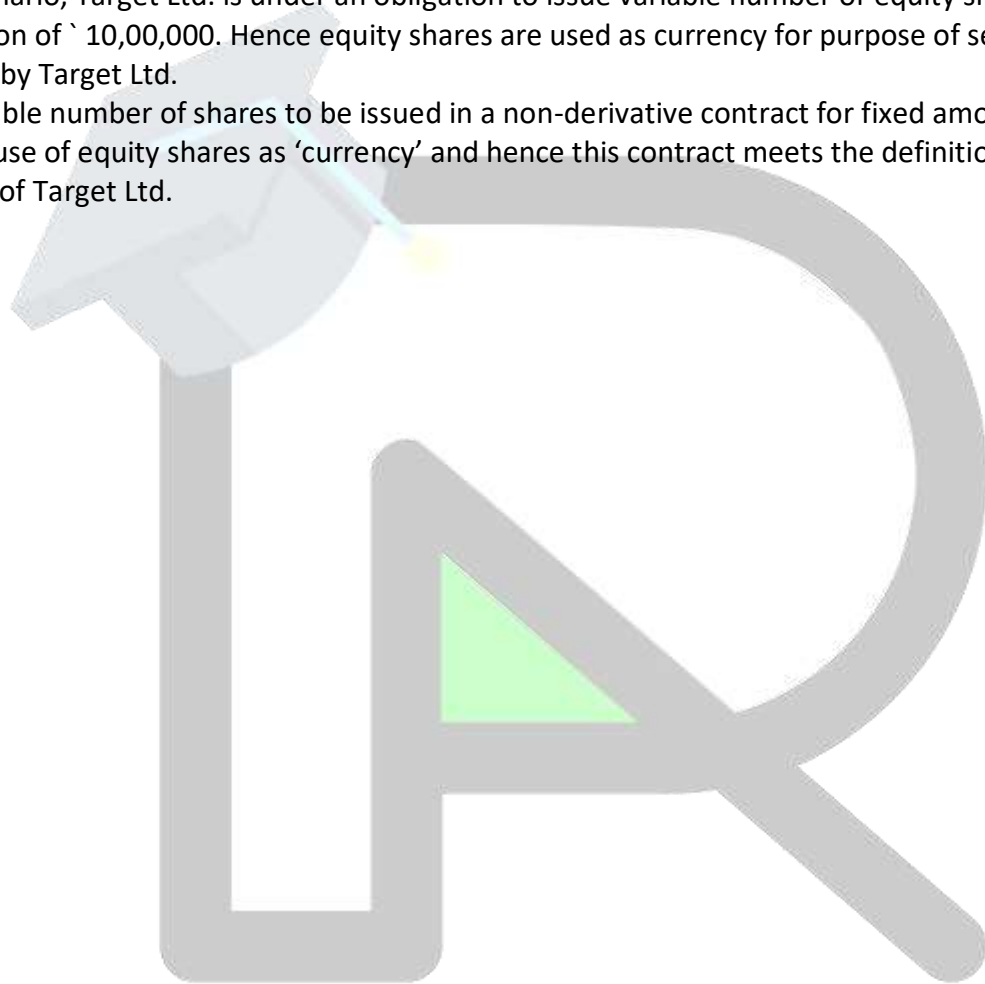 nario, Target Ltd. is under an obligation to issue variable number of equity s
on of ` 10,00,000. Hence equity shares are used as currency for purpose of se
by Target Ltd.
ble number of shares to be issued in a non-derivative contract for fixed amo
use of equity shares as ‘currency’ and hence this contract meets the definitio
of Target Ltd.